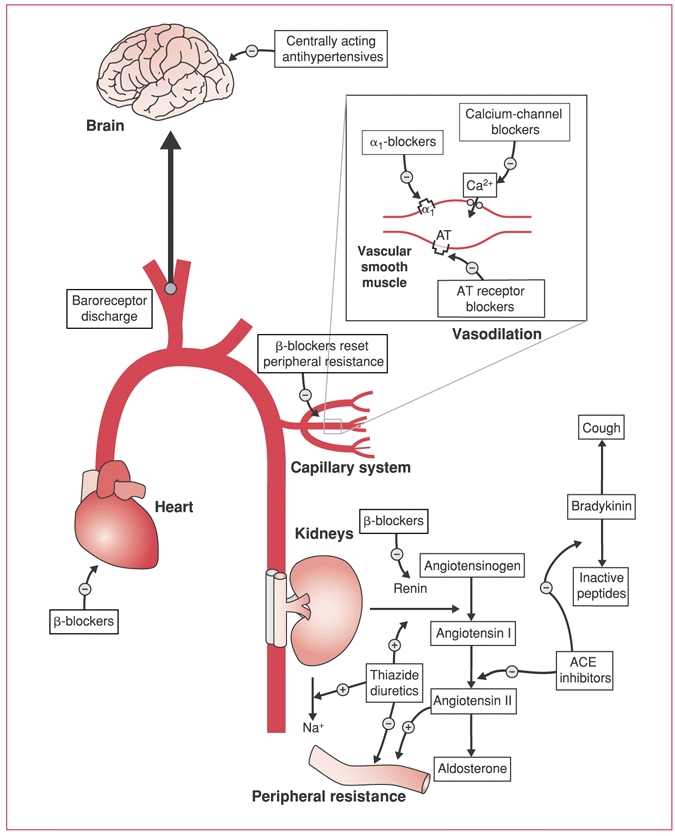 Centrally acting
antihypertensives
−
Brain
Calcium-channel
blockers
α₁-blockers
−
−
Ca²⁺
α₁
AT
Vascular
smooth
muscle
−
AT receptor
blockers
Vasodilation
Baroreceptor
discharge
β-blockers reset
peripheral resistance
−
Capillary system
Heart
−
β-blockers
Kidneys
β-blockers
−
Renin
Angiotensinogen
Angiotensin I
Angiotensin II
Aldosterone
Cough
Bradykinin
Inactive
peptides
−
ACE
inhibitors
−
+
Thiazide
diuretics
+
−
+
Na⁺
Peripheral resistance